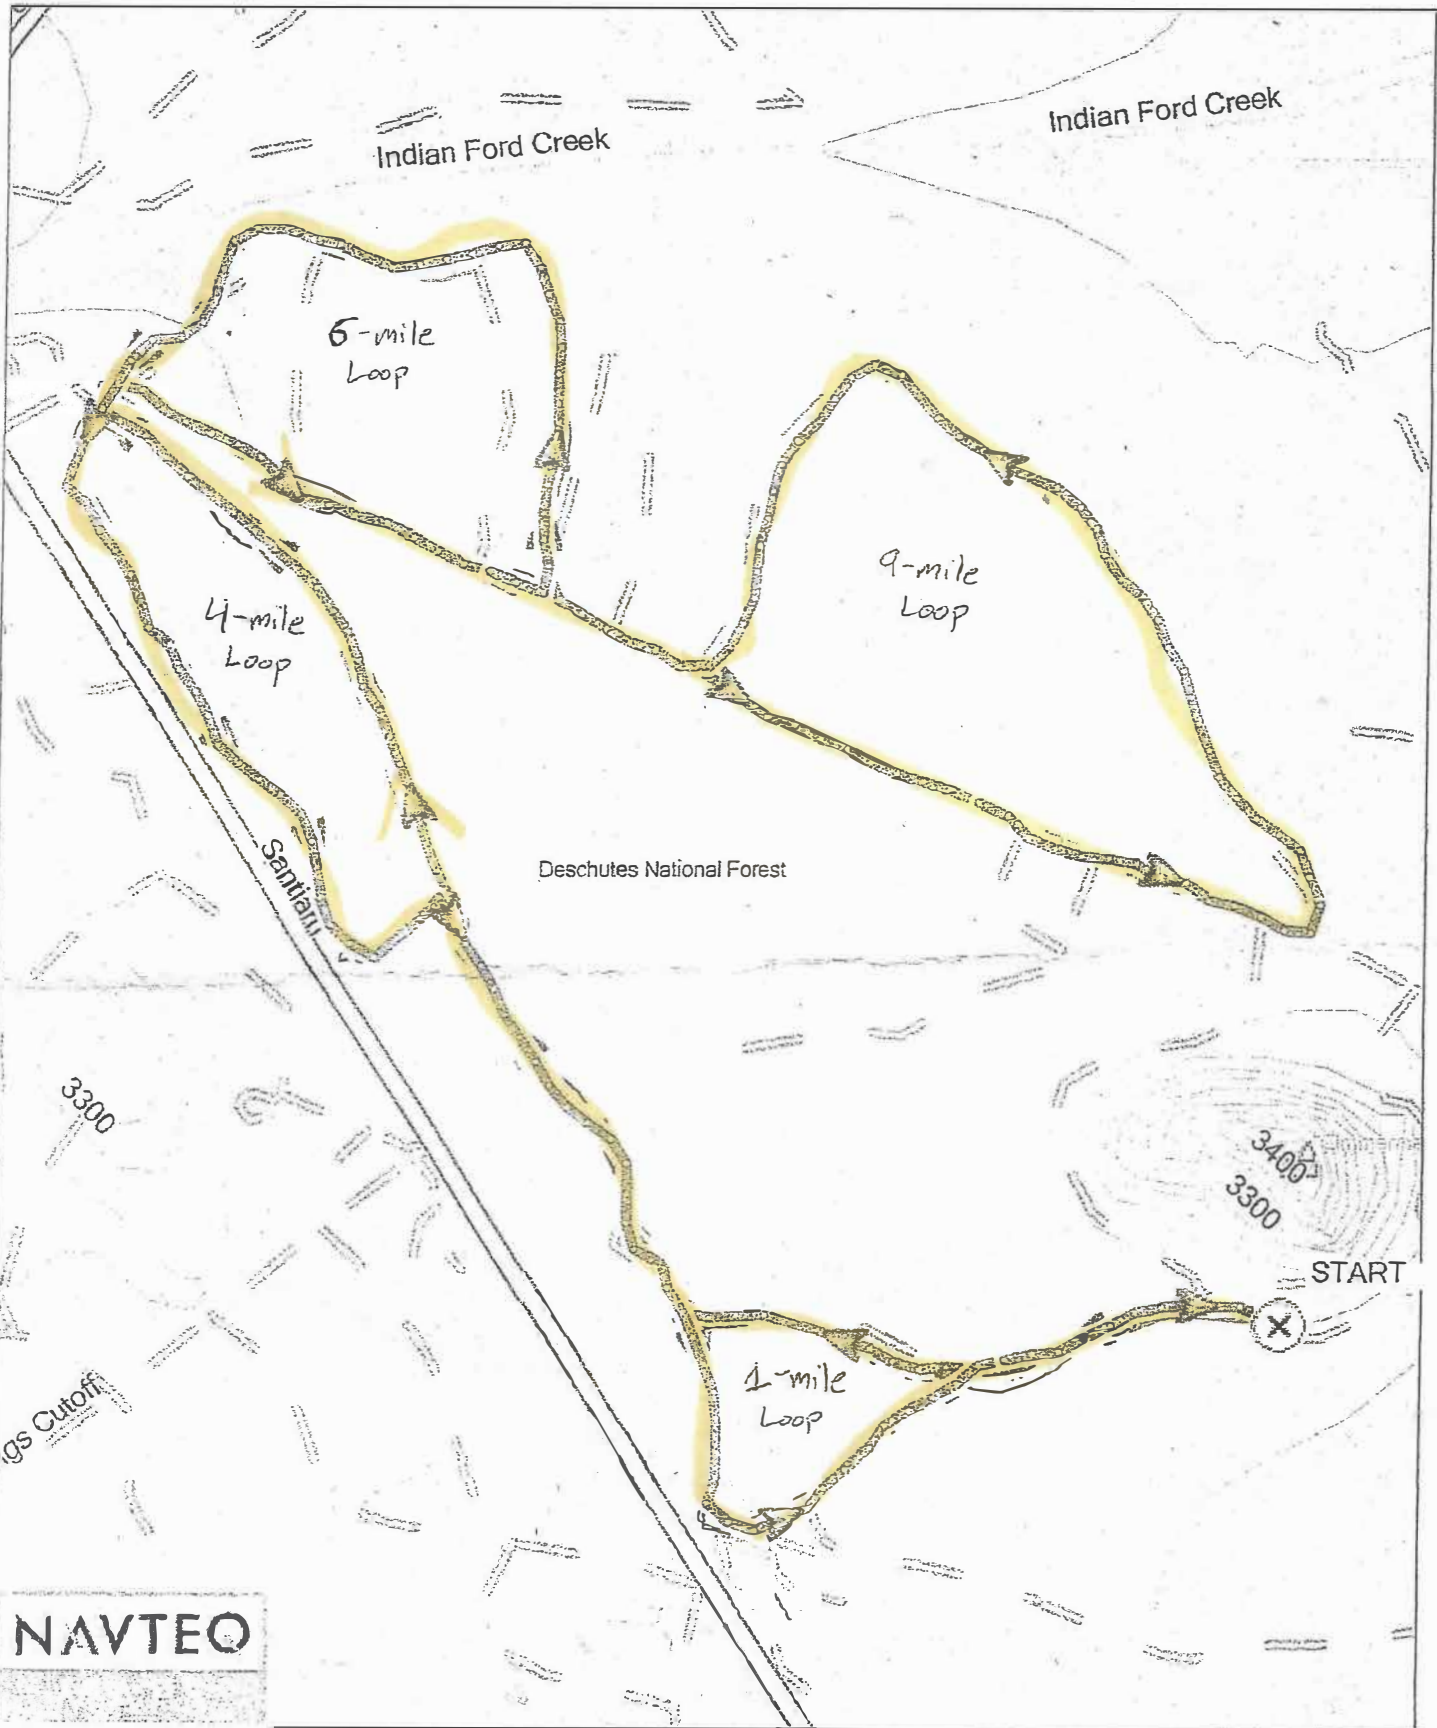 Indian Ford Creek
Indian Ford Creek
6-mile
Loop
9-mile
Loop
4-mile
Loop
Santiam
Deschutes National Forest
3300
3400
3300
START
X
1-mile
Loop
gs Cutoff
NAVTEQ